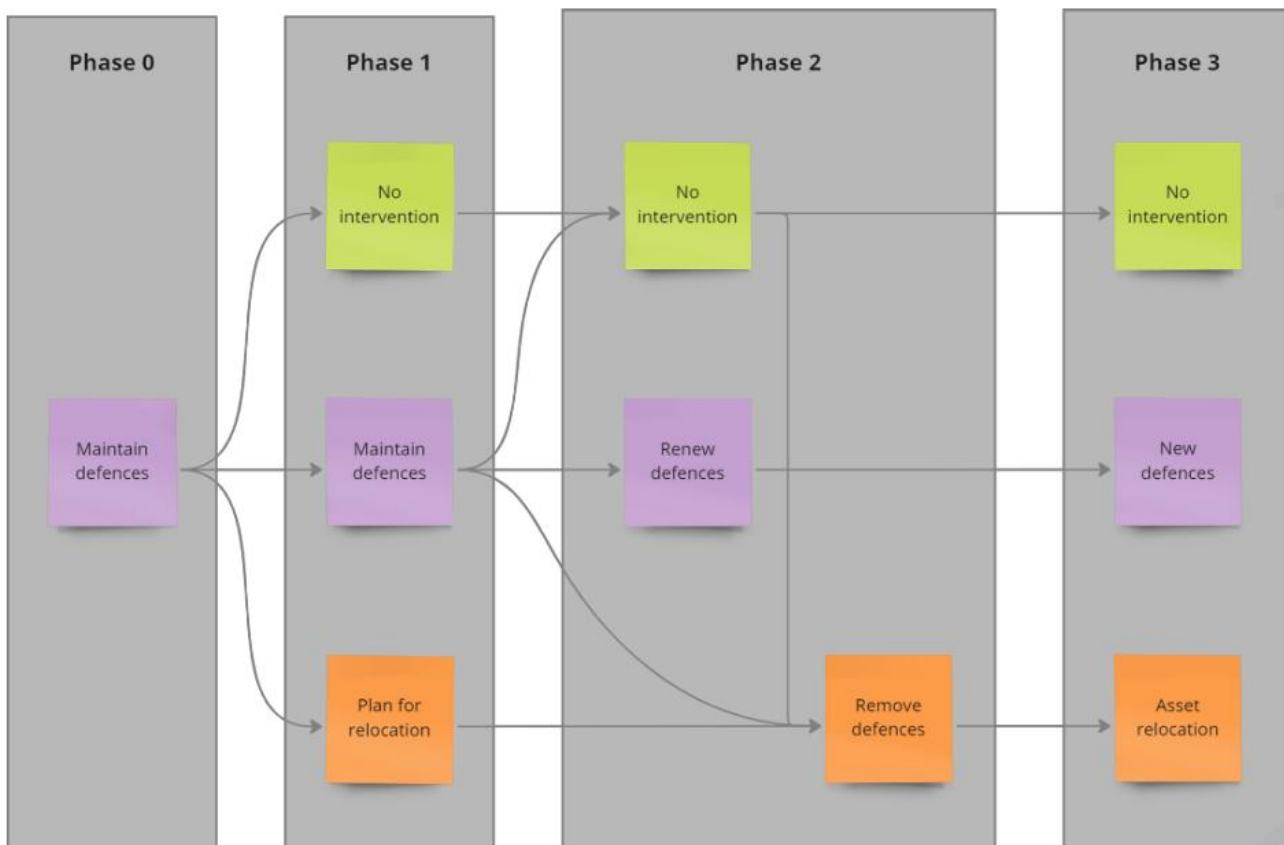 Phase 0
Phase 1
Phase 2
Phase 3
No
intervention
No
intervention
No
intervention
Maintain
defences
Maintain
defences
Renew
defences
New
defences
Plan for
relocation
Remove
defences
Asset
relocation